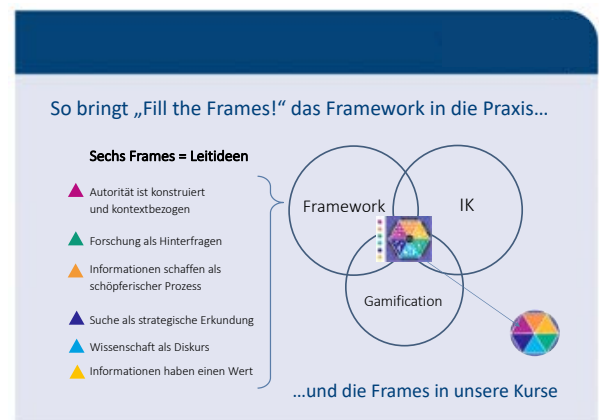 So bringt „Fill the Frames!“ das Framework in die Praxis…
Sechs Frames = Leitideen
Autorität ist konstruiert
und kontextbezogen
Forschung als Hinterfragen
Informationen schaffen als
schöpferischer Prozess
Suche als strategische Erkundung
Wissenschaft als Diskurs
Informationen haben einen Wert
Framework
IK
Gamification
…und die Frames in unsere Kurse